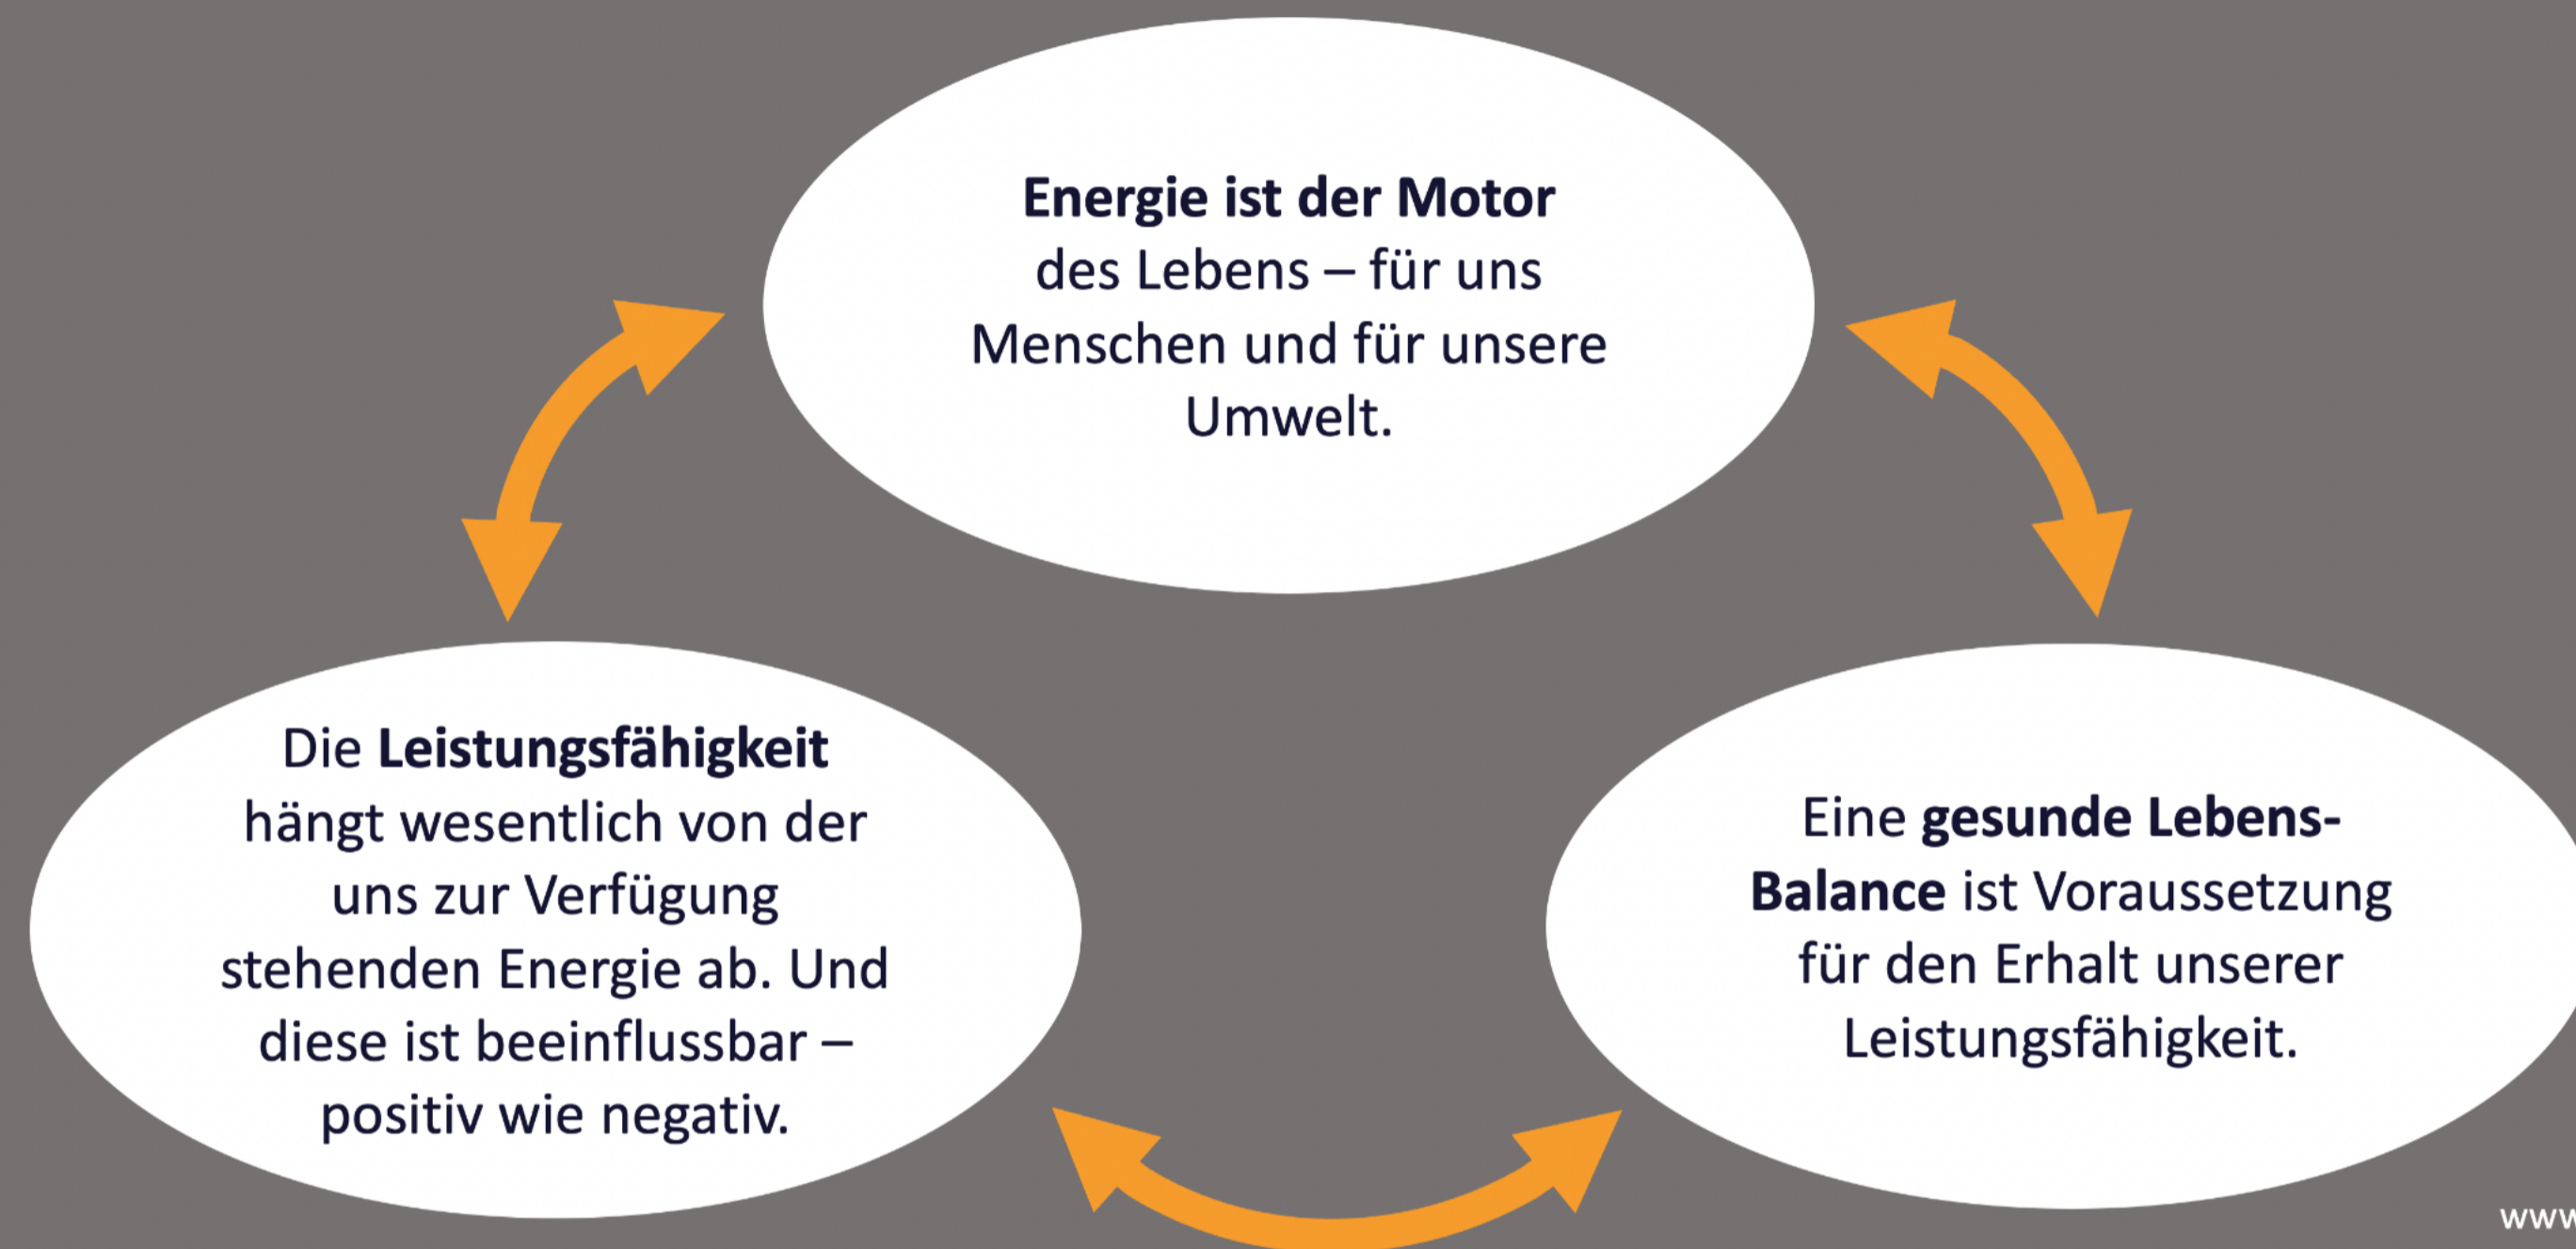 Energie ist der Motor
des Lebens – für uns
Menschen und für unsere
Umwelt.
Die Leistungsfähigkeit
hängt wesentlich von der
uns zur Verfügung
stehenden Energie ab. Und
diese ist beeinflussbar –
positiv wie negativ.
Eine gesunde Lebens-
Balance ist Voraussetzung
für den Erhalt unserer
Leistungsfähigkeit.